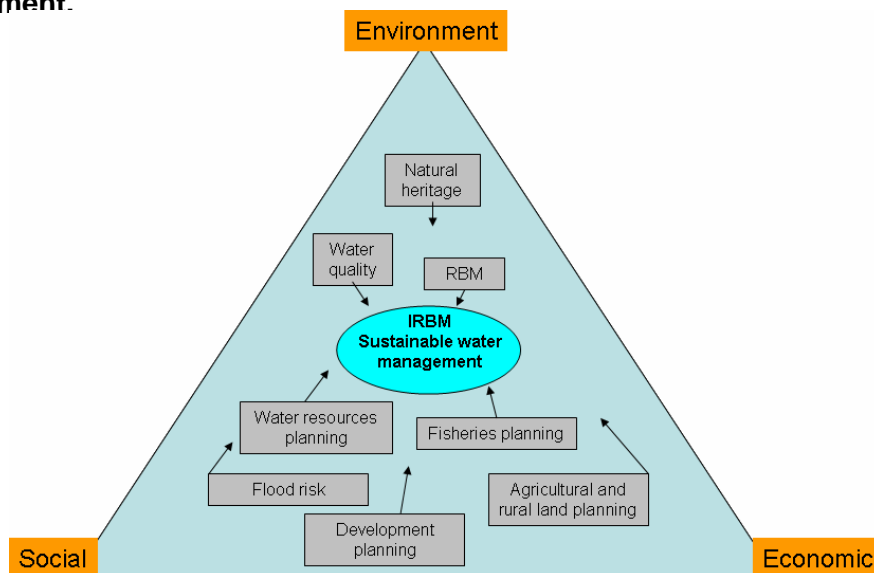 ment.
Environment
Natural
heritage
Water
quality
RBM
IRBM
Sustainable water
management
Water resources
planning
Fisheries planning
Flood risk
Agricultural and
rural land planning
Development
planning
Social
Economic